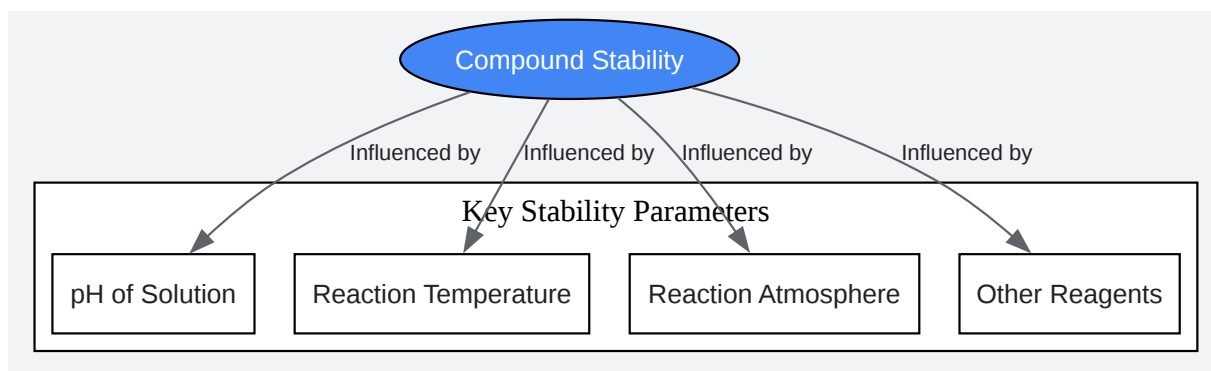 Compound Stability
Influenced by
Influenced by
Influenced by
Influenced by
Key Stability Parameters
pH of Solution
Reaction Temperature
Reaction Atmosphere
Other Reagents